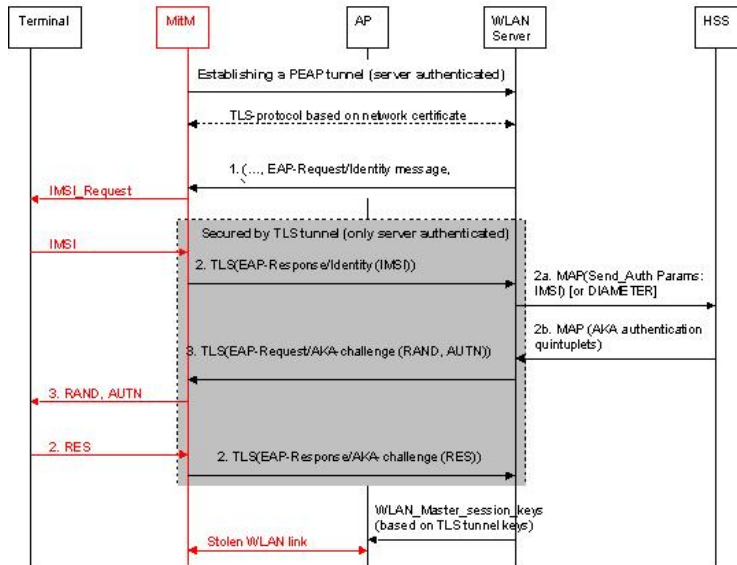 Terminal
MitM
AP
WLAN
Server
HSS
Establishing a PEAP tunnel (server authenticated)
TLS-protocol based on network certificate
1. (…, EAP-Request/Identity message,
IMSI_Request
Secured by TLS tunnel (only server authenticated)
IMSI
2. TLS(EAP-Response/Identity (IMSI))
2a. MAP(Send_Auth Params:
IMSI) [or DIAMETER]
2b. MAP (AKA authentication
quintuplets)
3. TLS(EAP-Request/AKA-challenge (RAND, AUTN))
3. RAND, AUTN
2. RES
2. TLS(EAP-Response/AKA- challenge (RES))
WLAN_Master_session_keys
(based on TLS tunnel keys)
Stolen WLAN link